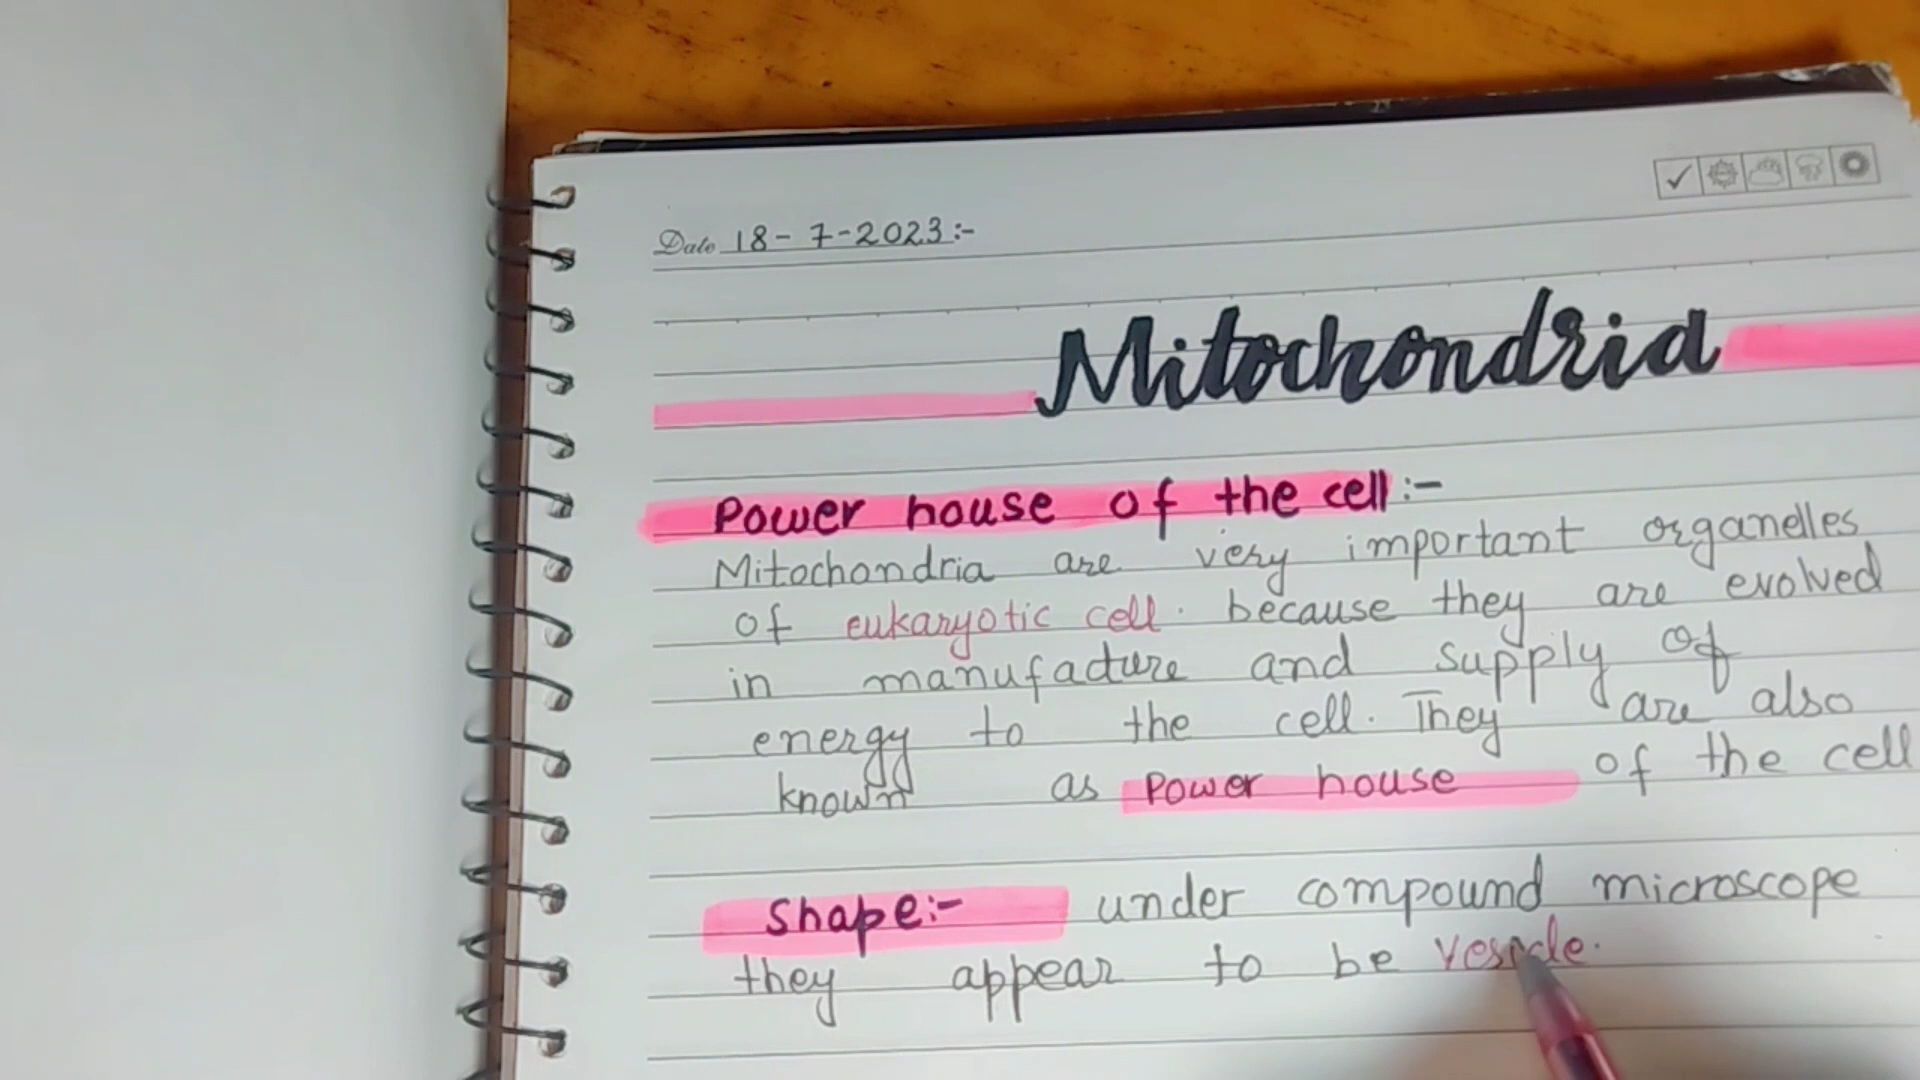 Date 18-7-2023:-
Mitochondria
Power house of the cell:-
Mitochondria are very important organelles
of eukaryotic cell. because they are evolved
in manufacture and supply of
energy to the cell. They are also
known as Power house of the cell
Shape:- under compound microscope
they appear to be vesicle.